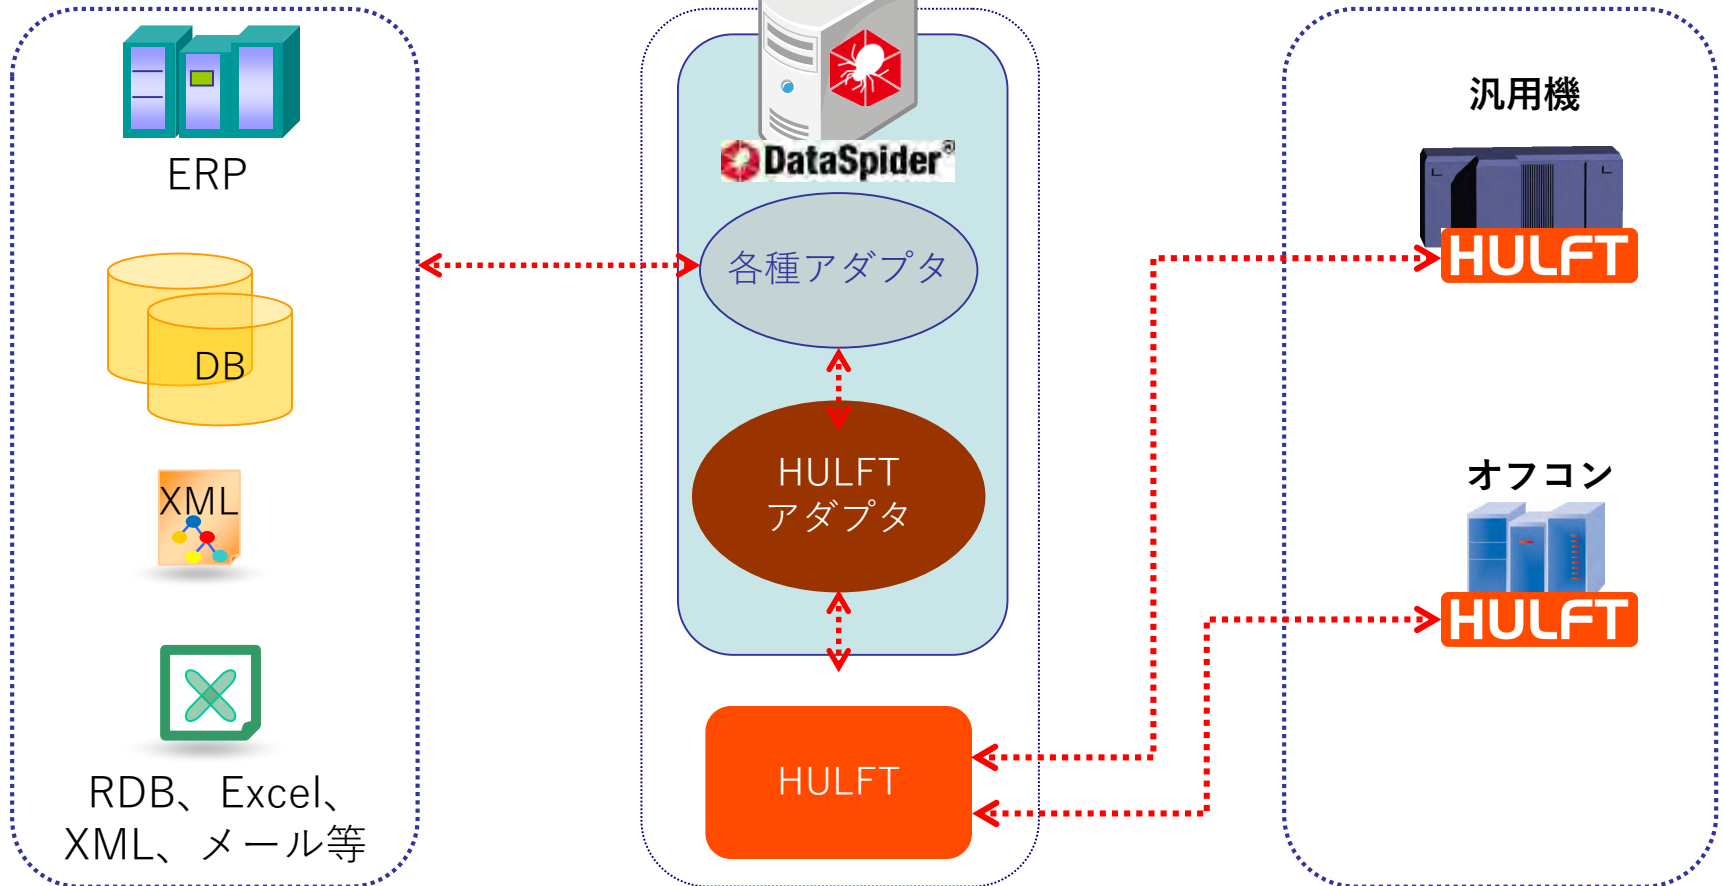 ERP
DB
XML
RDB、Excel、
XML、メール等
DataSpider®
各種アダプタ
HULFT
アダプタ
HULFT
汎用機
HULFT
オフコン
HULFT